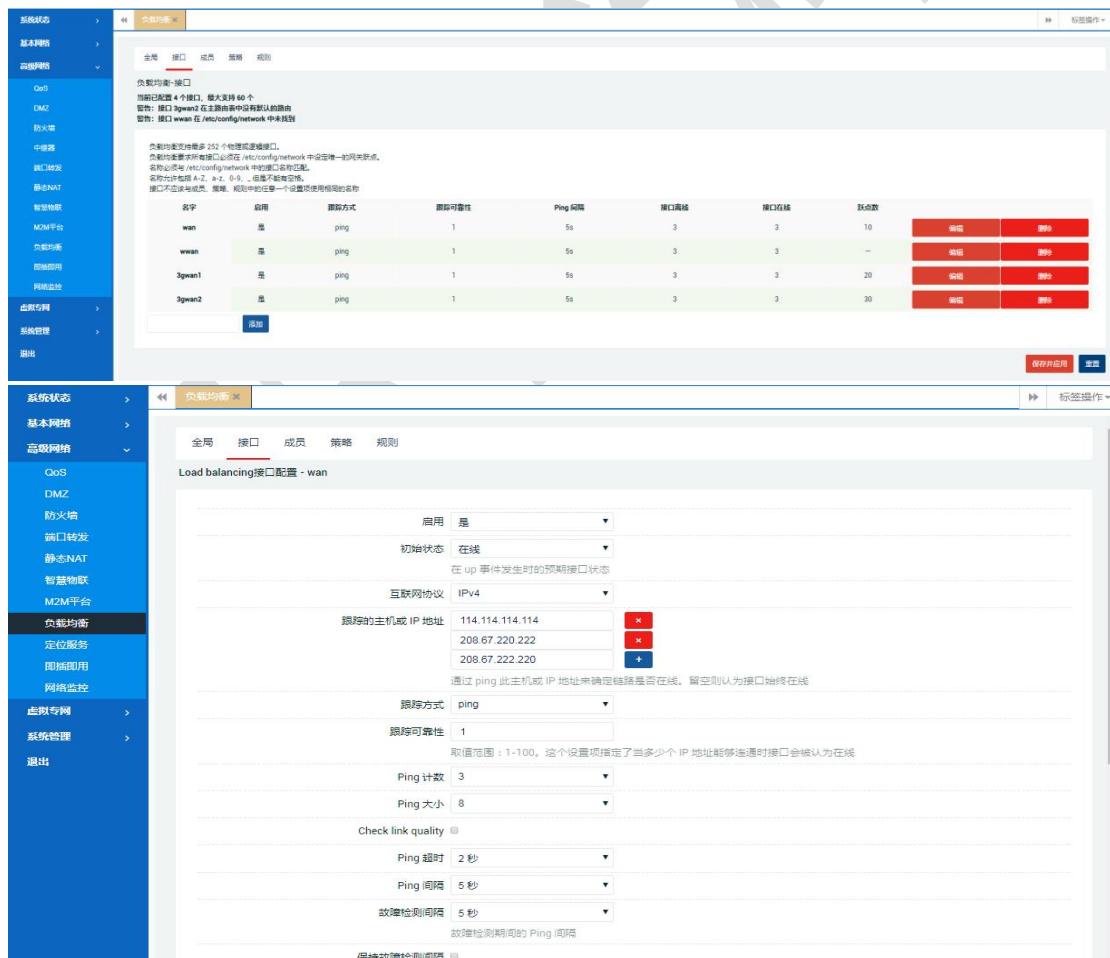 系统状态
负载均衡
标签操作
基本网络
高级网络
全局 接口 成员 策略 规则
QoS
DMZ
防火墙
中继器
端口转发
静态NAT
智慧物联
M2M平台
负载均衡
即插即用
网络监控
虚拟专网
系统管理
退出
负载均衡-接口
当前已配置 4 个接口，最大支持 60 个
警告：接口 3gwan2 在主路由表中没有默认的路由
警告：接口 wwan 在 /etc/config/network 中未找到
负载均衡支持最多 252 个物理或逻辑接口。
负载均衡要求所有接口必须在 /etc/config/network 中设定唯一的网关跃点。
名称必须与 /etc/config/network 中的接口名称匹配。
名称允许包括 A-Z、a-z、0-9、_ 但是不能有空格。
接口不应该与成员、策略、规则中的任意一个设置项使用相同的名称
名字 启用 跟踪方式 跟踪可靠性 Ping 间隔 接口离线 接口在线 跃点数
wan 是 ping 1 5s 3 3 10 编辑 删除
wwan 是 ping 1 5s 3 3 — 编辑 删除
3gwan1 是 ping 1 5s 3 3 20 编辑 删除
3gwan2 是 ping 1 5s 3 3 30 编辑 删除
添加
保存并应用 重置
系统状态
负载均衡
标签操作
基本网络
高级网络
QoS
DMZ
防火墙
端口转发
静态NAT
智慧物联
M2M平台
负载均衡
定位服务
即插即用
网络监控
虚拟专网
系统管理
退出
全局 接口 成员 策略 规则
Load balancing接口配置 - wan
启用 是
初始状态 在线
在 up 事件发生时的预期接口状态
互联网协议 IPv4
跟踪的主机或 IP 地址 114.114.114.114
208.67.220.222
208.67.222.220
通过 ping 此主机或 IP 地址来确定链路是否在线。留空则认为接口始终在线
跟踪方式 ping
跟踪可靠性 1
取值范围：1-100。这个设置项指定了当多少个 IP 地址能够连通时接口会被认为在线
Ping 计数 3
Ping 大小 8
Check link quality
Ping 超时 2 秒
Ping 间隔 5 秒
故障检测间隔 5 秒
故障检测期间的 Ping 间隔
保持故障检测间隔